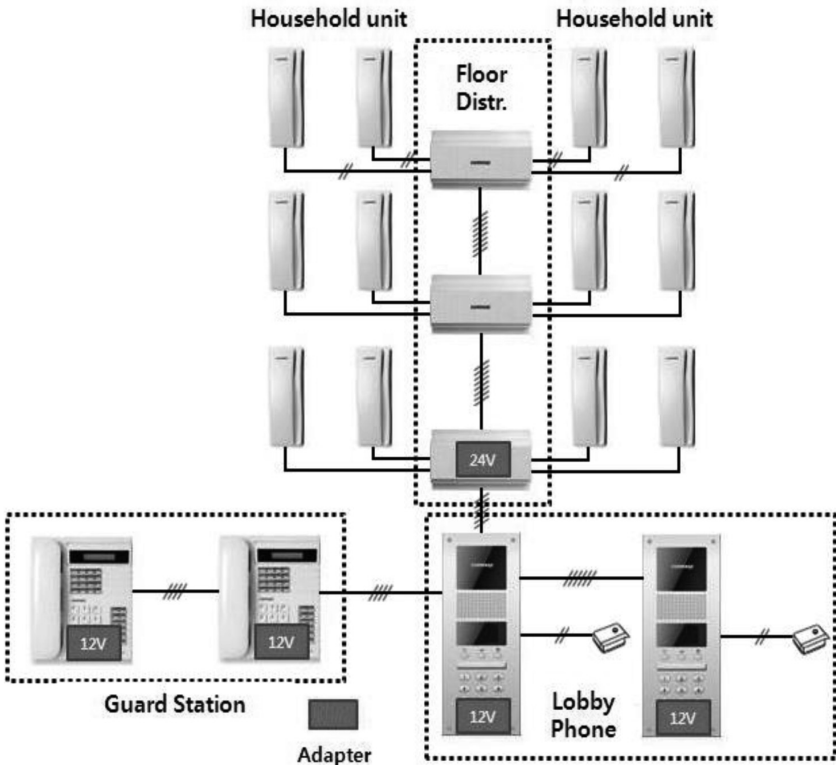 Household unit
Household unit
Floor
Distr.
24V
12V
12V
Guard Station
Adapter
12V
Lobby
Phone
12V